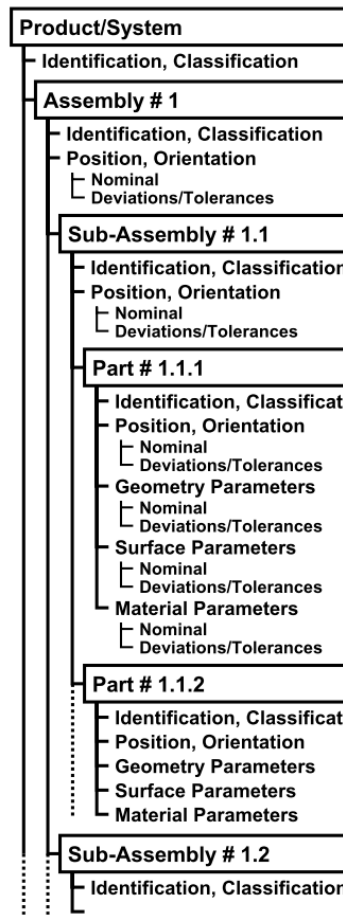 Product/System
Identification, Classification
Assembly # 1
Identification, Classification
Position, Orientation
Nominal
Deviations/Tolerances
Sub-Assembly # 1.1
Identification, Classification
Position, Orientation
Nominal
Deviations/Tolerances
Part # 1.1.1
Identification, Classificat
Position, Orientation
Nominal
Deviations/Tolerances
Geometry Parameters
Nominal
Deviations/Tolerances
Surface Parameters
Nominal
Deviations/Tolerances
Material Parameters
Nominal
Deviations/Tolerances
Part # 1.1.2
Identification, Classificat
Position, Orientation
Geometry Parameters
Surface Parameters
Material Parameters
Sub-Assembly # 1.2
Identification, Classification